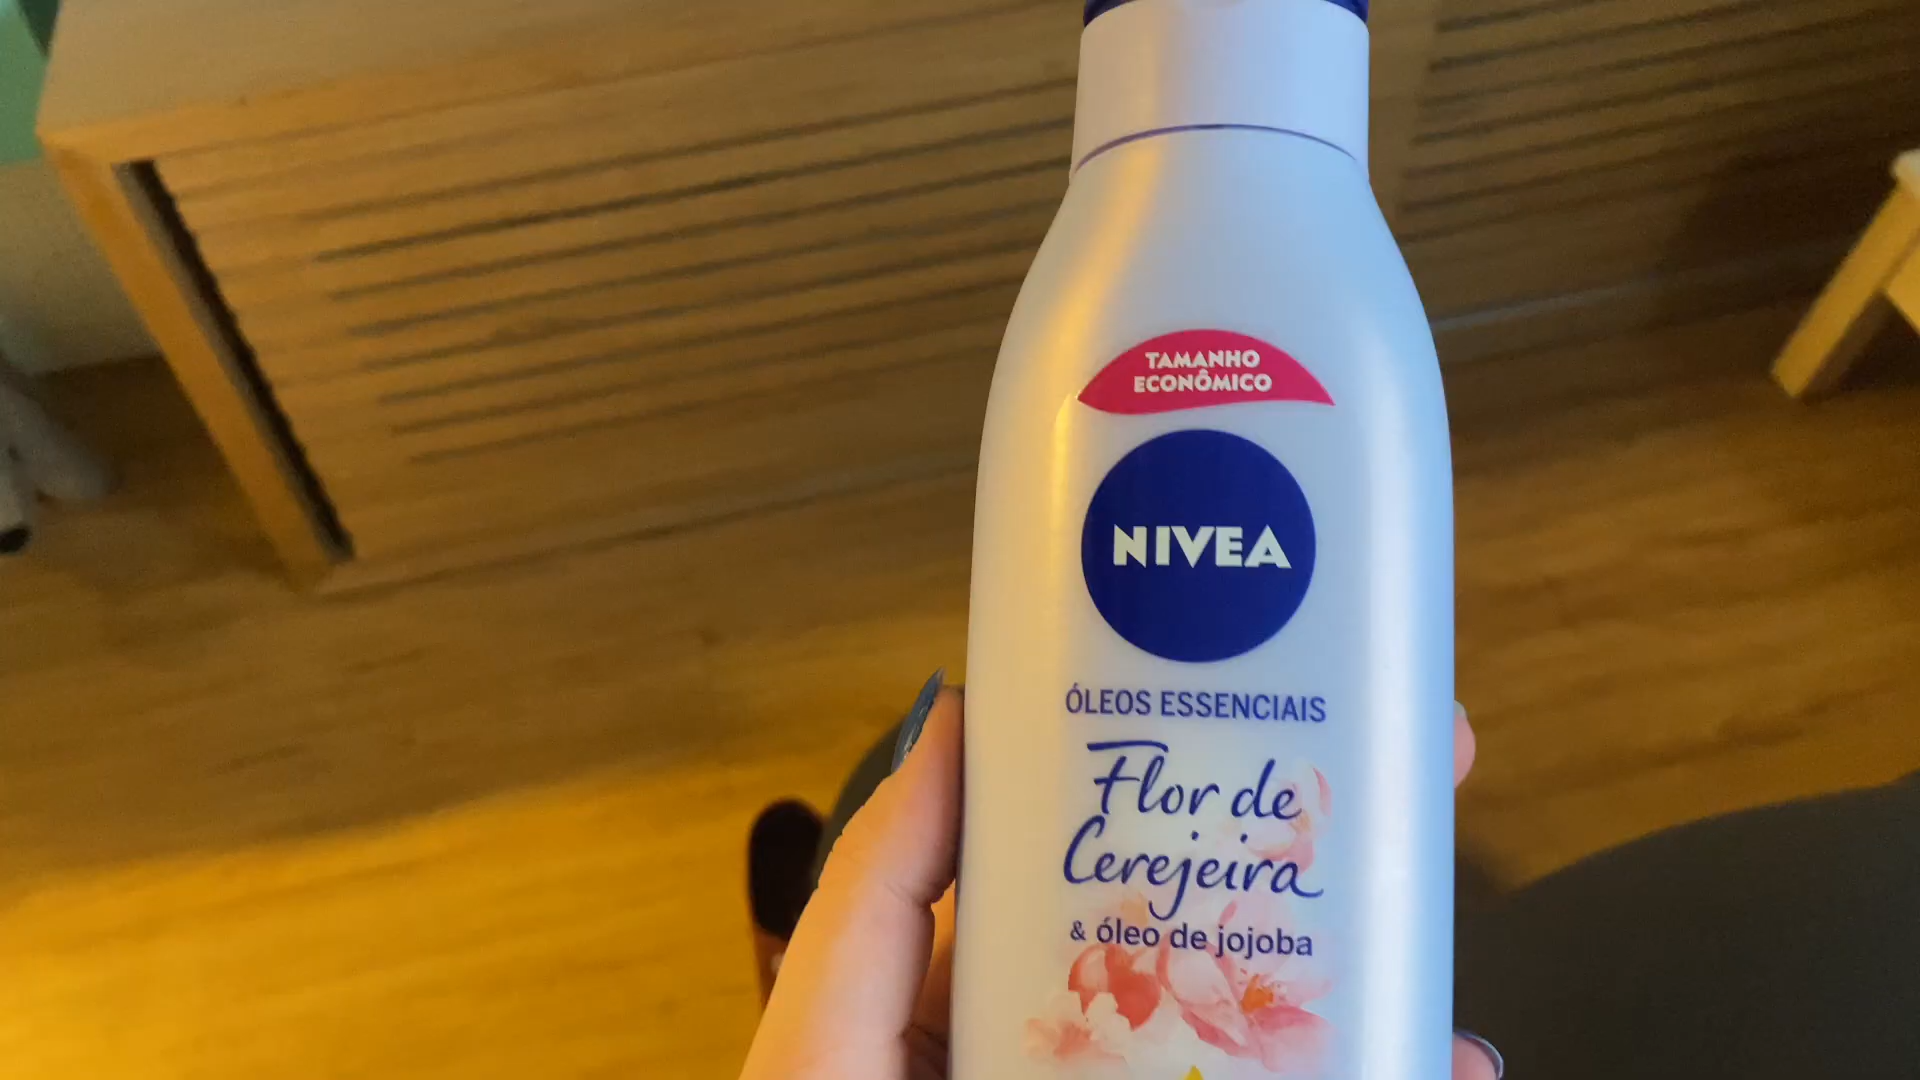 TAMANHO
ECONÔMICO
NIVEA
ÓLEOS ESSENCIAIS
Flor de
Cerejeira
& óleo de jojoba